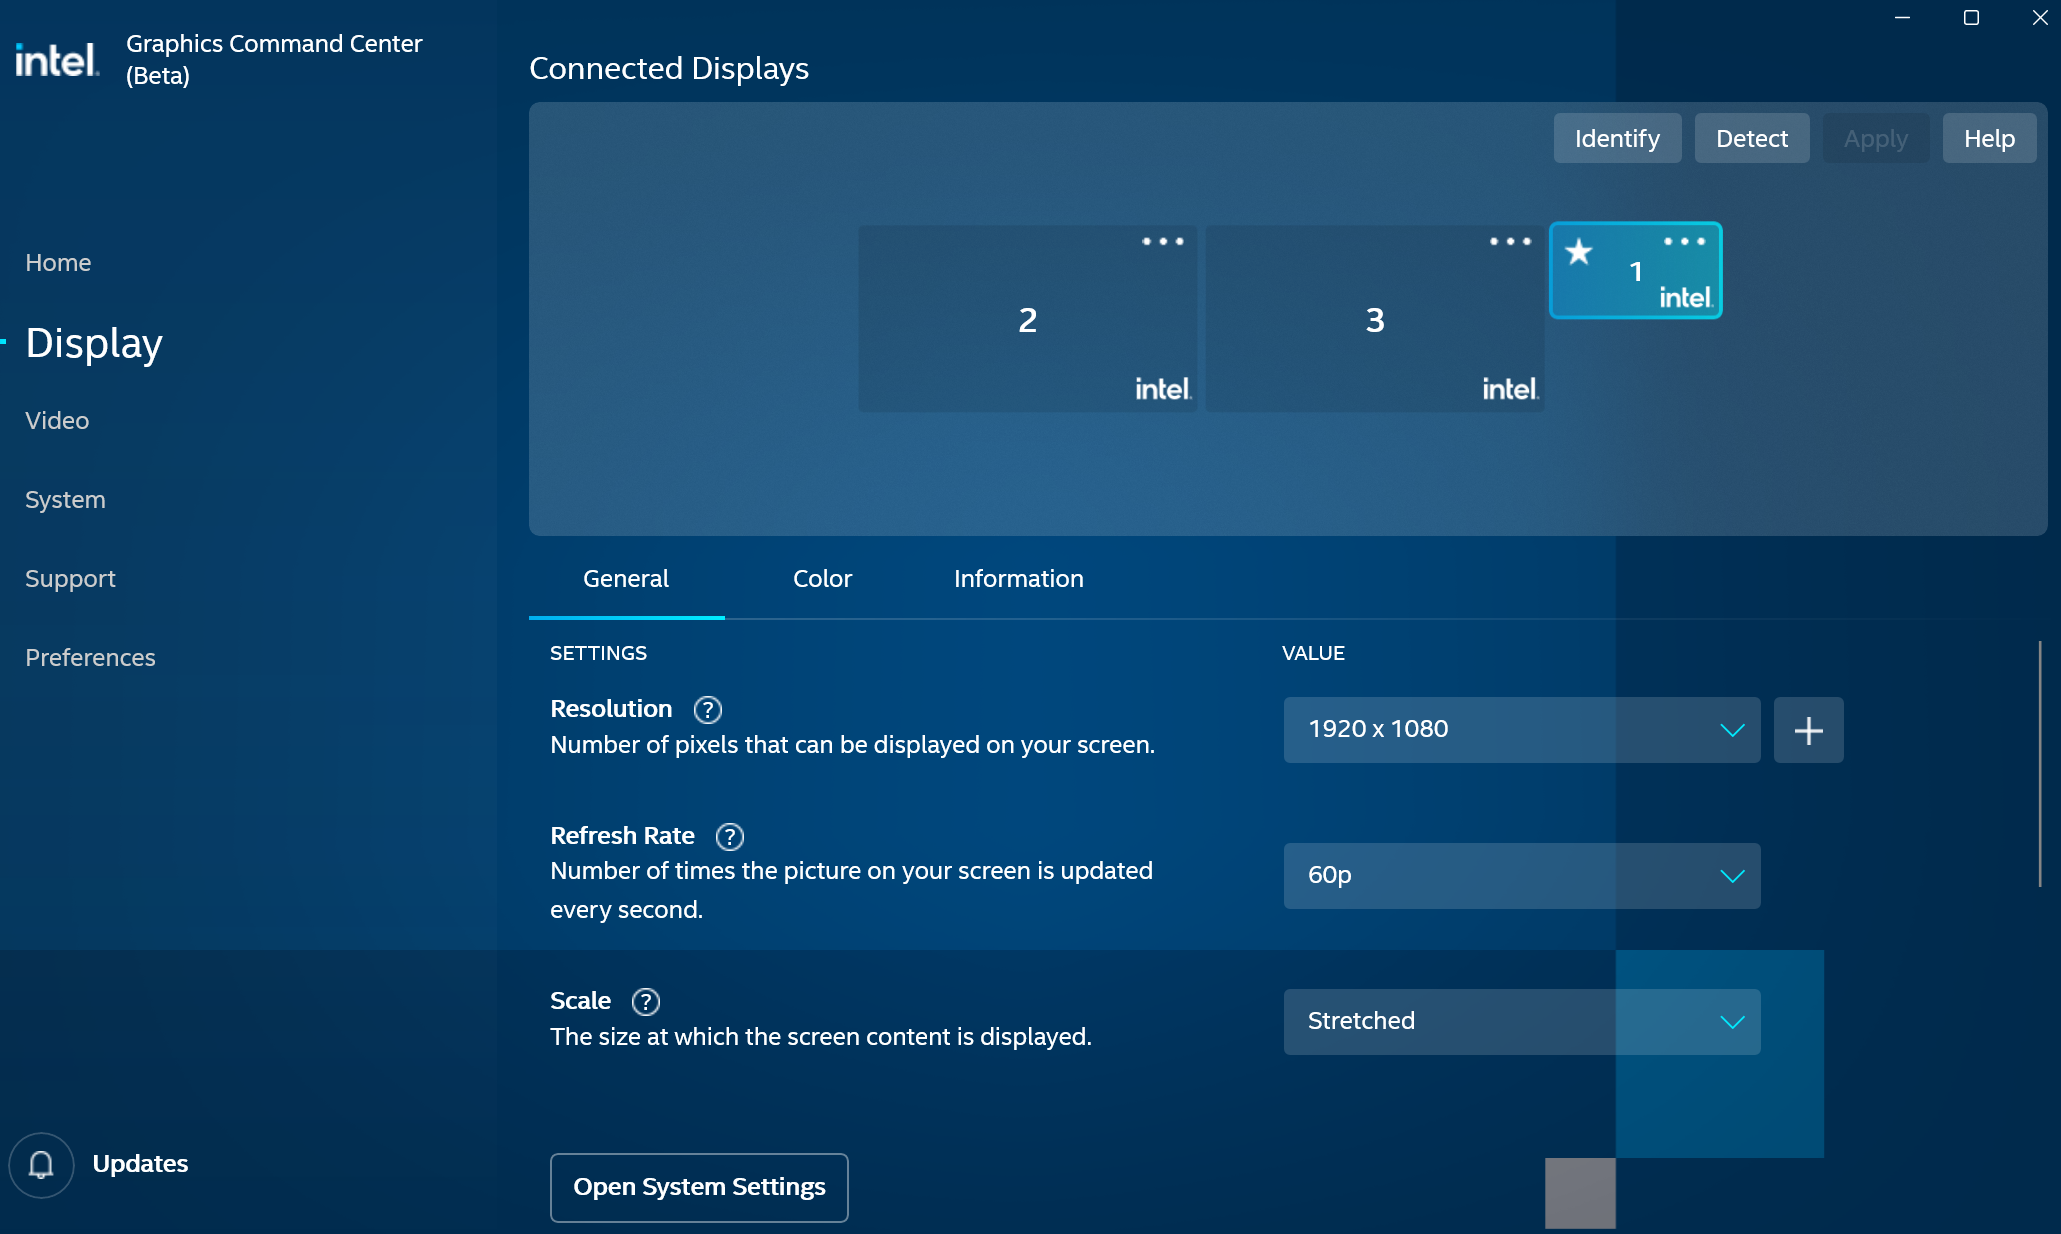 intel.
Graphics Command Center
(Beta)
Home
Display
Video
System
Support
Preferences
Updates
Connected Displays
Identify
Detect
Apply
Help
2
intel.
3
intel.
1
intel.
General
Color
Information
SETTINGS
VALUE
Resolution ?
Number of pixels that can be displayed on your screen.
1920 x 1080
Refresh Rate ?
Number of times the picture on your screen is updated
every second.
60p
Scale ?
The size at which the screen content is displayed.
Stretched
Open System Settings